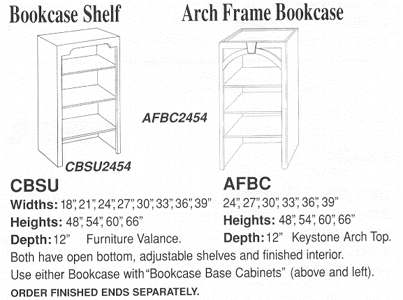 Bookcase Shelf
Arch Frame Bookcase
AFBC2454
CBSU2454
CBSU
Widths: 18", 21", 24", 27", 30", 33", 36", 39"
Heights: 48", 54", 60", 66"
Depth: 12" Furniture Valance.
AFBC
24", 27", 30", 33", 36", 39"
Heights: 48", 54", 60", 66"
Depth: 12" Keystone Arch Top.
Both have open bottom, adjustable shelves and finished interior.
Use either Bookcase with "Bookcase Base Cabinets" (above and left).
ORDER FINISHED ENDS SEPARATELY.